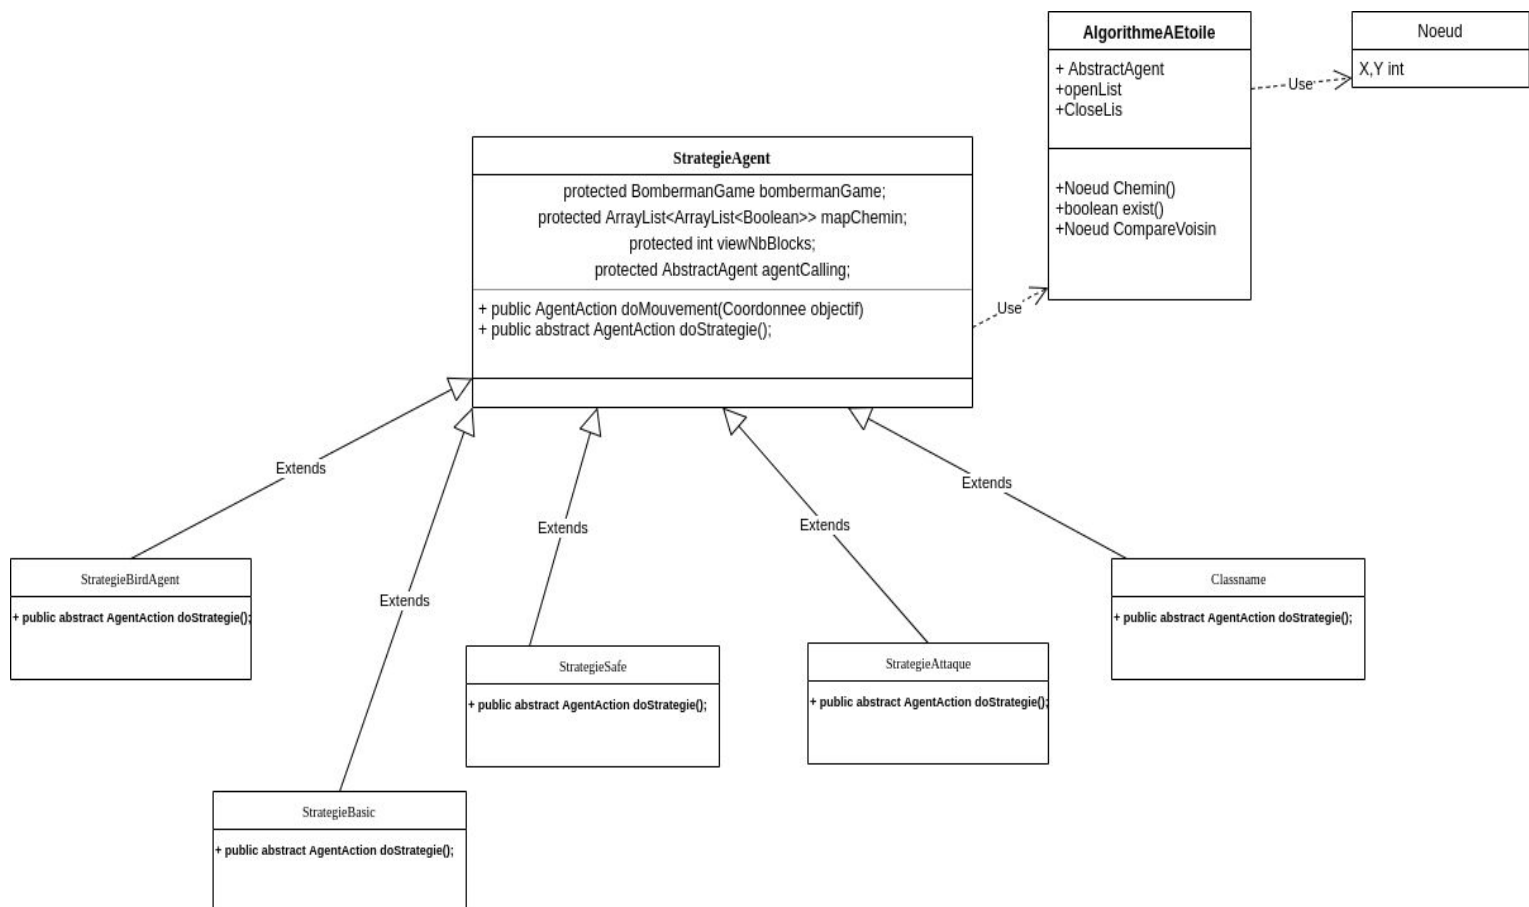 AlgorithmeAEtoile
+ AbstractAgent
+openList
+CloseLis
+Noeud Chemin()
+boolean exist()
+Noeud CompareVoisin
Use
Noeud
X,Y int
StrategieAgent
protected BombermanGame bombermanGame;
protected ArrayList<ArrayList<Boolean>> mapChemin;
protected int viewNbBlocks;
protected AbstractAgent agentCalling;
+ public AgentAction doMouvement(Coordonnee objectif)
+ public abstract AgentAction doStrategie();
Use
Extends
Extends
Extends
Extends
Extends
StrategieBirdAgent
+ public abstract AgentAction doStrategie();
StrategieSafe
+ public abstract AgentAction doStrategie();
StrategieAttaque
+ public abstract AgentAction doStrategie();
Classname
+ public abstract AgentAction doStrategie();
StrategieBasic
+ public abstract AgentAction doStrategie();